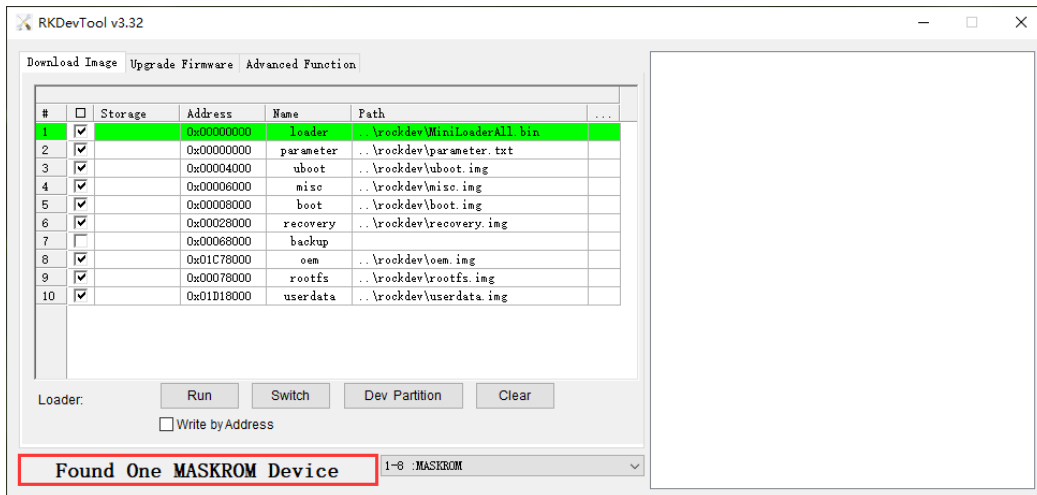 RKDevTool v3.32
Download Image Upgrade Firmware Advanced Function
# Storage Address Name Path ...
1 0x00000000 loader ..\rockdev\MiniLoaderAll.bin
2 0x00000000 parameter ..\rockdev\parameter.txt
3 0x00004000 uboot ..\rockdev\uboot.img
4 0x00006000 misc ..\rockdev\misc.img
5 0x00008000 boot ..\rockdev\boot.img
6 0x00028000 recovery ..\rockdev\recovery.img
7 0x00068000 backup
8 0x01C78000 oem ..\rockdev\oem.img
9 0x00078000 rootfs ..\rockdev\rootfs.img
10 0x01D18000 userdata ..\rockdev\userdata.img
Loader: Run Switch Dev Partition Clear
Write by Address
Found One MASKROM Device 1-8 :MASKROM